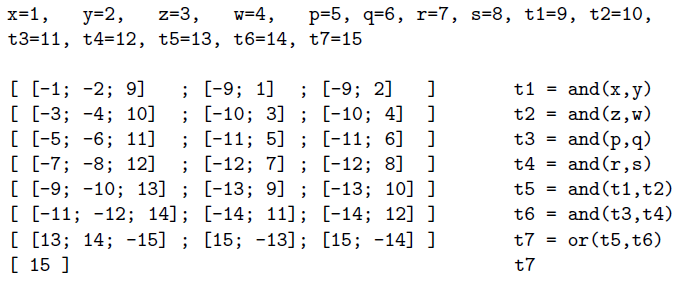 x=1,   y=2,   z=3,   w=4,   p=5, q=6, r=7, s=8, t1=9, t2=10,
t3=11, t4=12, t5=13, t6=14, t7=15
[ [-1; -2; 9]   ; [-9; 1]  ; [-9; 2]   ]       t1 = and(x,y)
[ [-3; -4; 10]  ; [-10; 3] ; [-10; 4]  ]       t2 = and(z,w)
[ [-5; -6; 11]  ; [-11; 5] ; [-11; 6]  ]       t3 = and(p,q)
[ [-7; -8; 12]  ; [-12; 7] ; [-12; 8]  ]       t4 = and(r,s)
[ [-9; -10; 13] ; [-13; 9] ; [-13; 10] ]       t5 = and(t1,t2)
[ [-11; -12; 14]; [-14; 11]; [-14; 12] ]       t6 = and(t3,t4)
[ [13; 14; -15] ; [15; -13]; [15; -14] ]       t7 = or(t5,t6)
[ 15 ]                                         t7